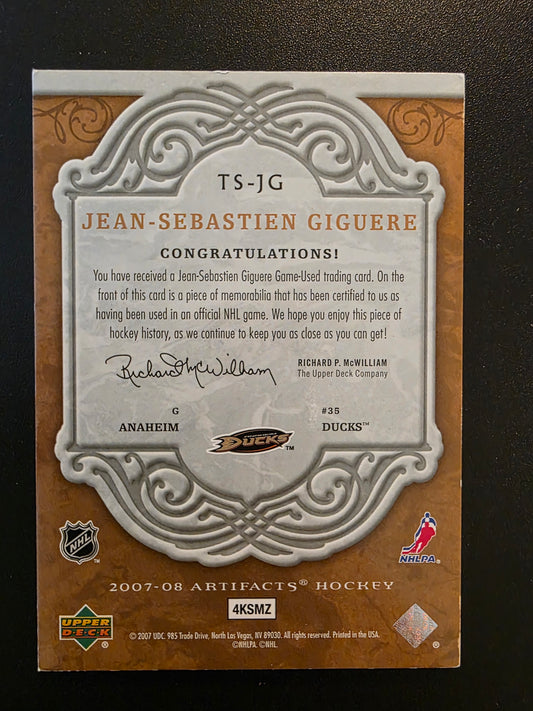 TS-JG
JEAN-SEBASTIEN GIGUERE
CONGRATULATIONS!
You have received a Jean-Sebastien Giguere Game-Used trading card. On the
front of this card is a piece of memorabilia that has been certified to us as
having been used in an official NHL game. We hope you enjoy this piece of
hockey history, as we continue to keep you as close as you can get!
Richard P. McWilliam
RICHARD P. McWILLIAM
The Upper Deck Company
G
ANAHEIM
DUCKS™
#35
DUCKS™
NHL™
NHLPA®
2007-08 ARTIFACTS® HOCKEY
4KSMZ
UPPER
DECK®
© 2007 UDC. 985 Trade Drive, North Las Vegas, NV 89030. All rights reserved. Printed in the USA.
©NHLPA. ©NHL.